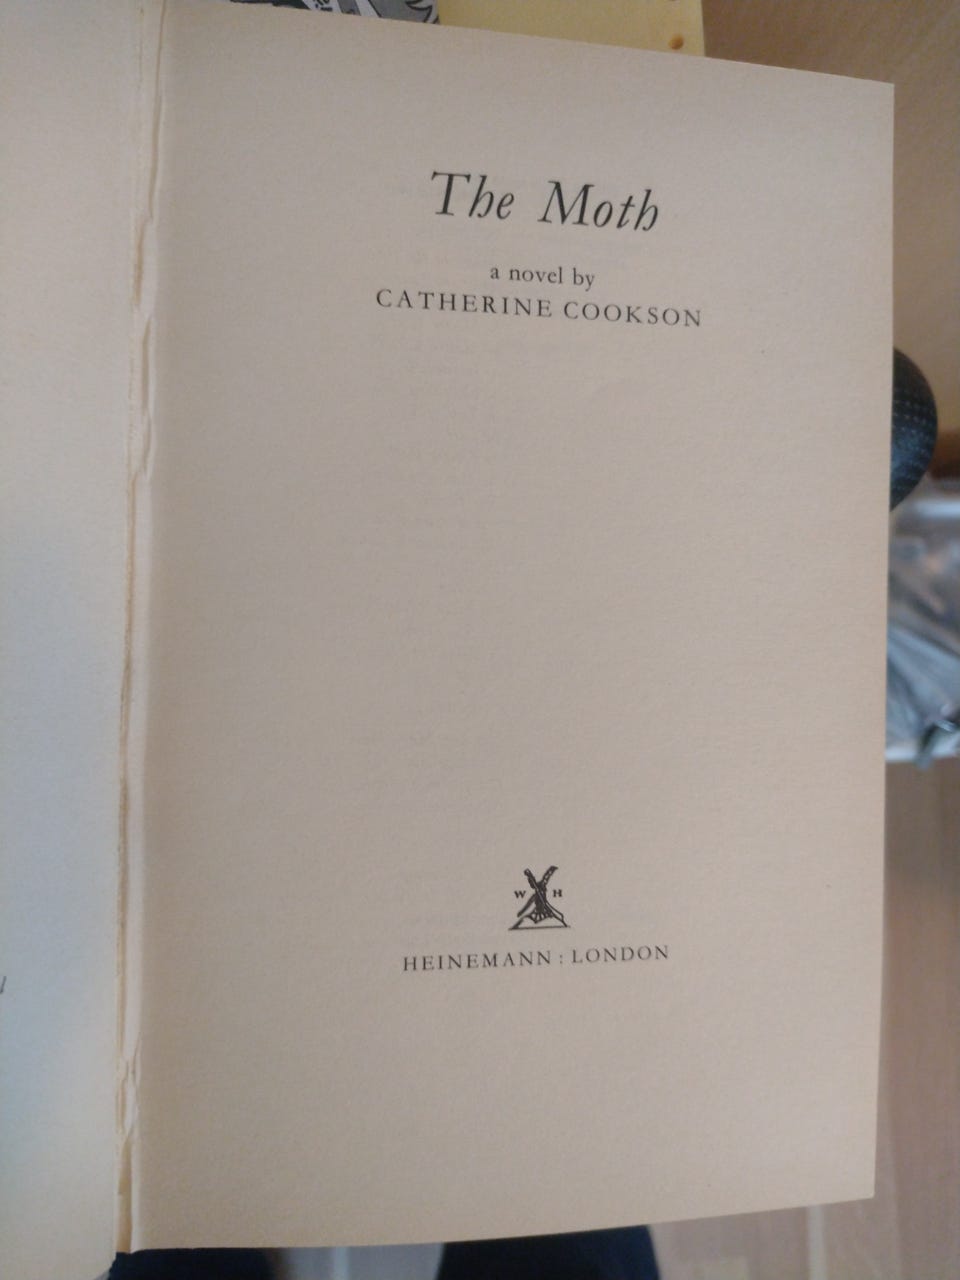 The Moth
a novel by
CATHERINE COOKSON
W H
HEINEMANN : LONDON